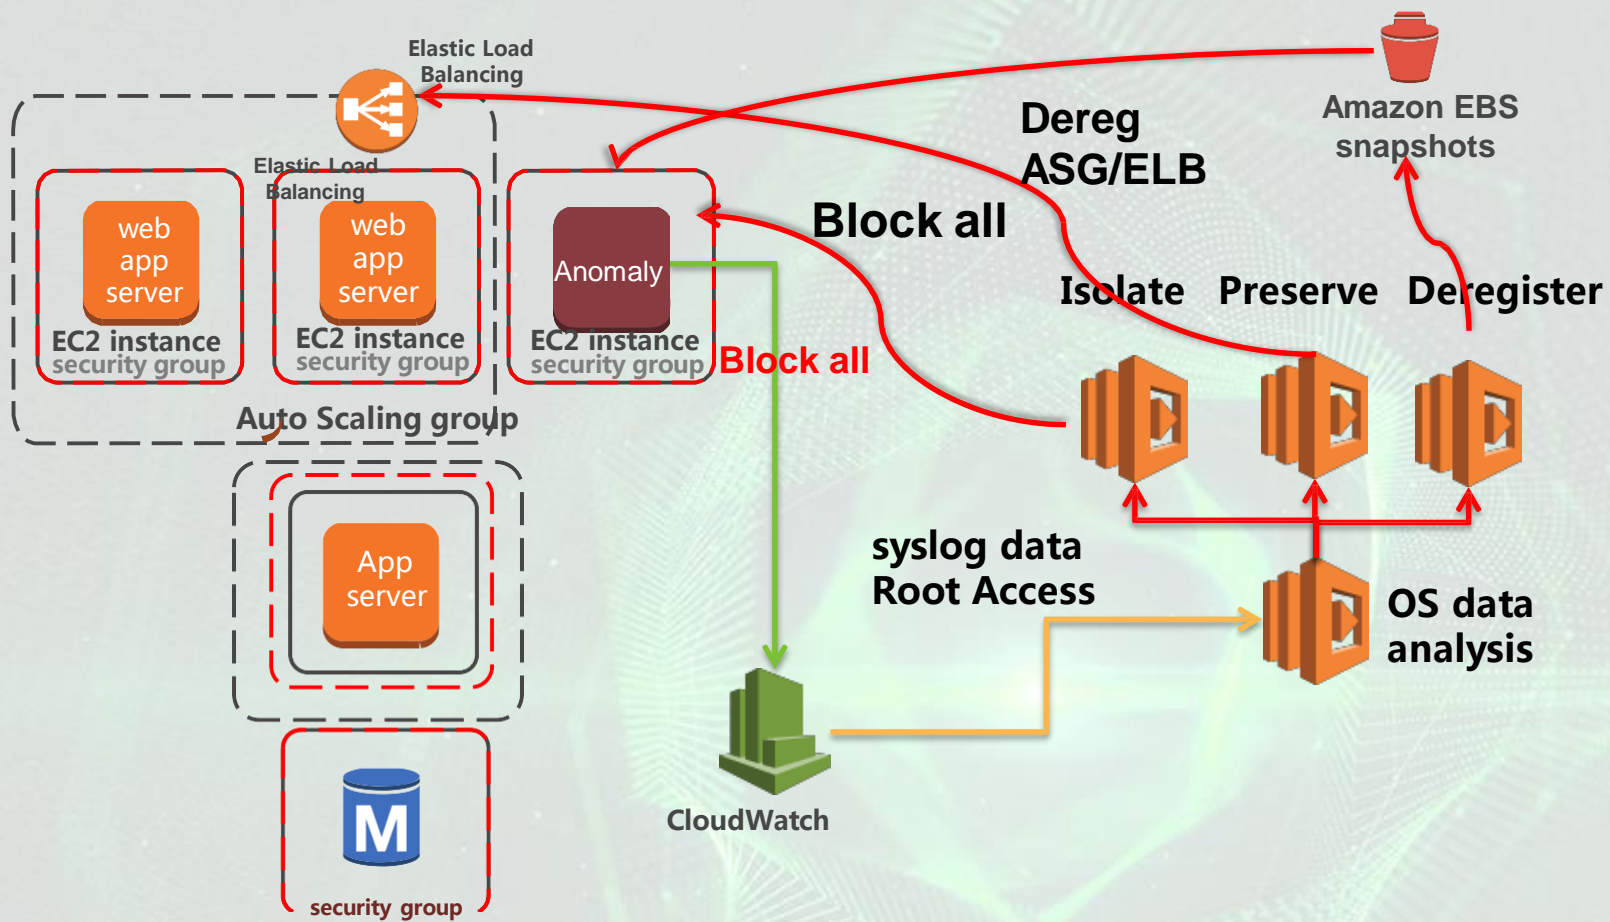 Elastic Load
Balancing
Elastic Load
Balancing
web
app
server
EC2 instance
security group
web
app
server
EC2 instance
security group
Anomaly
EC2 instance
security group
Auto Scaling group
Block all
Block all
Dereg
ASG/ELB
Amazon EBS
snapshots
Isolate
Preserve
Deregister
App
server
syslog data
Root Access
OS data
analysis
CloudWatch
M
security group